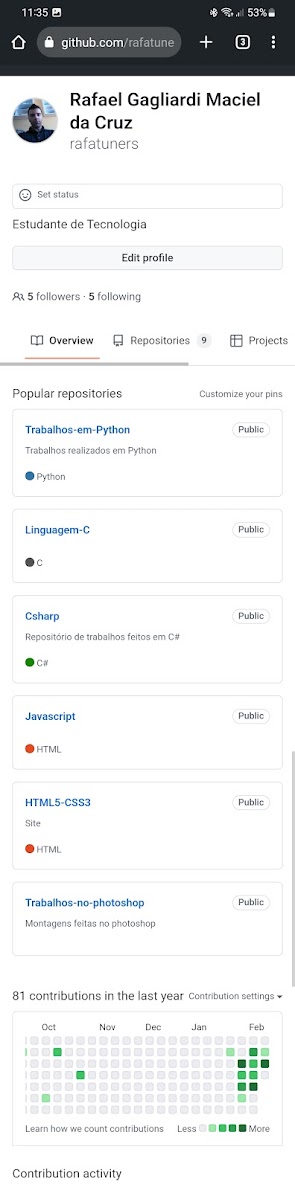 11:35
53%
github.com/rafatune
3
Rafael Gagliardi Maciel
da Cruz
rafatuners
Set status
Estudante de Tecnologia
Edit profile
5 followers · 5 following
Overview
Repositories 9
Projects
Popular repositories
Customize your pins
Trabalhos-em-Python
Public
Trabalhos realizados em Python
Python
Linguagem-C
Public
C
Csharp
Public
Repositório de trabalhos feitos em C#
C#
Javascript
Public
HTML
HTML5-CSS3
Public
Site
HTML
Trabalhos-no-photoshop
Public
Montagens feitas no photoshop
81 contributions in the last year
Contribution settings
Oct Nov Dec Jan Feb
Learn how we count contributions
Less More
Contribution activity